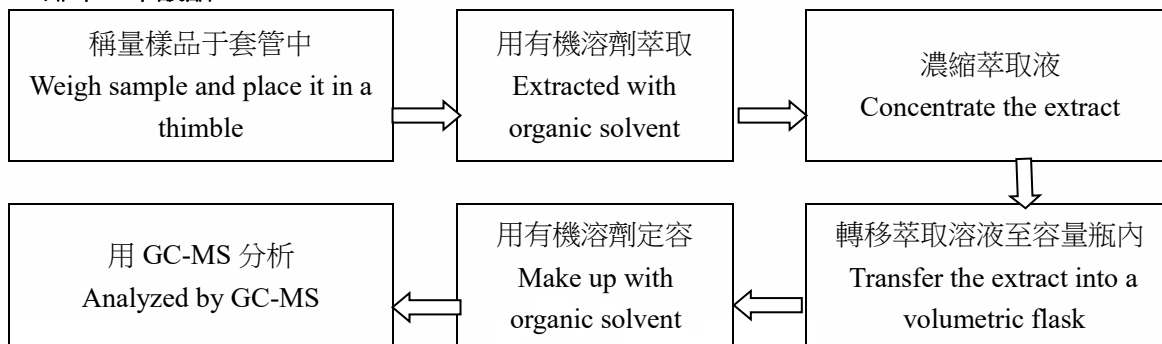 稱量樣品于套管中
Weigh sample and place it in a
thimble
用有機溶劑萃取
Extracted with
organic solvent
濃縮萃取液
Concentrate the extract
轉移萃取溶液至容量瓶內
Transfer the extract into a
volumetric flask
用有機溶劑定容
Make up with
organic solvent
用 GC-MS 分析
Analyzed by GC-MS